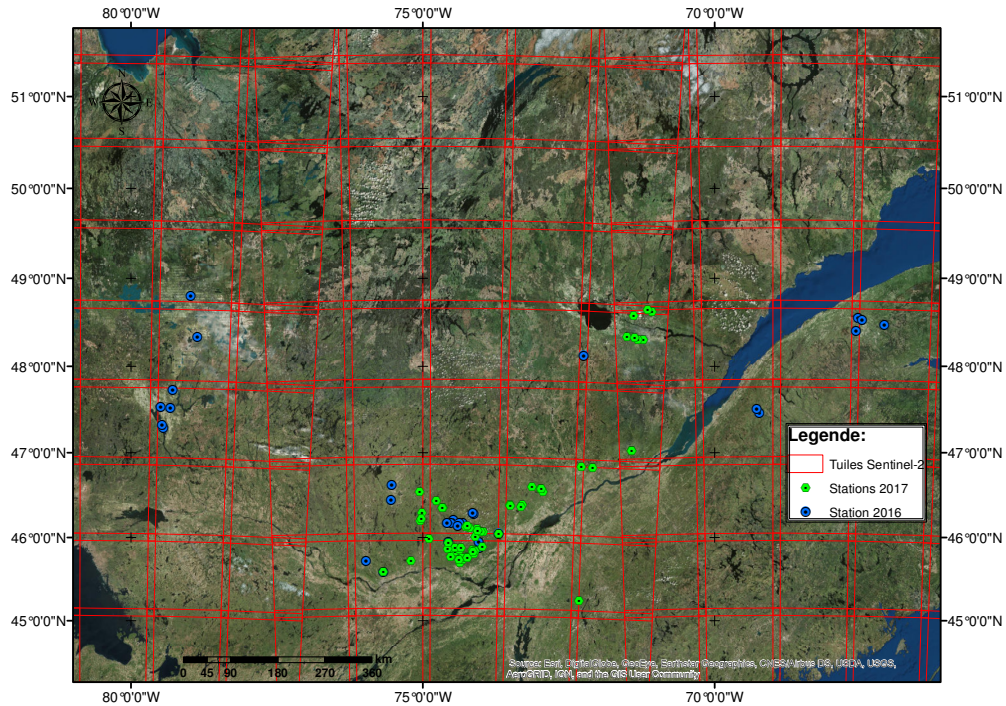 80°0'0"W 75°0'0"W 70°0'0"W
N
W E
S
51°0'0"N 51°0'0"N
50°0'0"N 50°0'0"N
49°0'0"N 49°0'0"N
48°0'0"N 48°0'0"N
47°0'0"N 47°0'0"N
Legende:
Tuiles Sentinel-2
Stations 2017
Station 2016
46°0'0"N 46°0'0"N
45°0'0"N 45°0'0"N
0 45 90 180 270 360 km
Source: Esri, DigitalGlobe, GeoEye, Earthstar Geographics, CNES/Airbus DS, USDA, USGS,
AeroGRID, IGN, and the GIS User Community
80°0'0"W 75°0'0"W 70°0'0"W